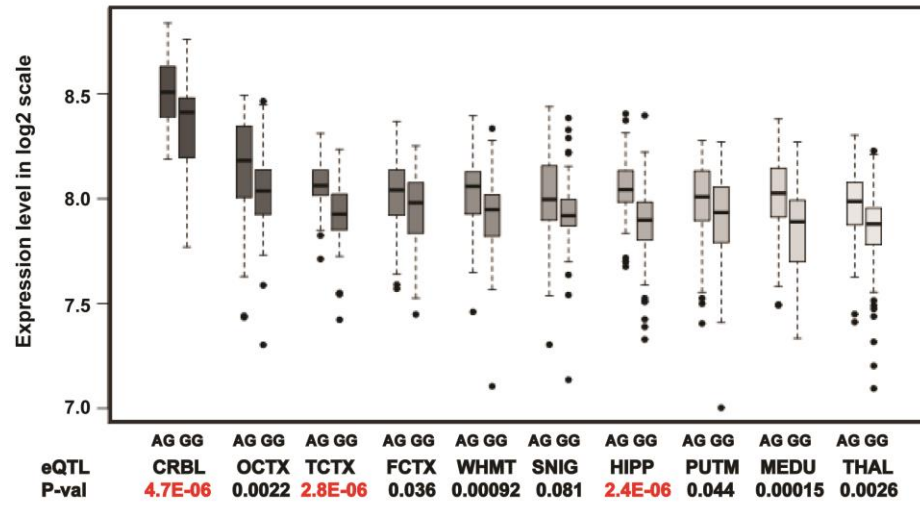 Expression level in log2 scale
8.5
8.0
7.5
7.0
AG GG AG GG AG GG AG GG AG GG AG GG AG GG AG GG AG GG AG GG
eQTL CRBL OCTX TCTX FCTX WHMT SNIG HIPP PUTM MEDU THAL
P-val 4.7E-06 0.0022 2.8E-06 0.036 0.00092 0.081 2.4E-06 0.044 0.00015 0.0026